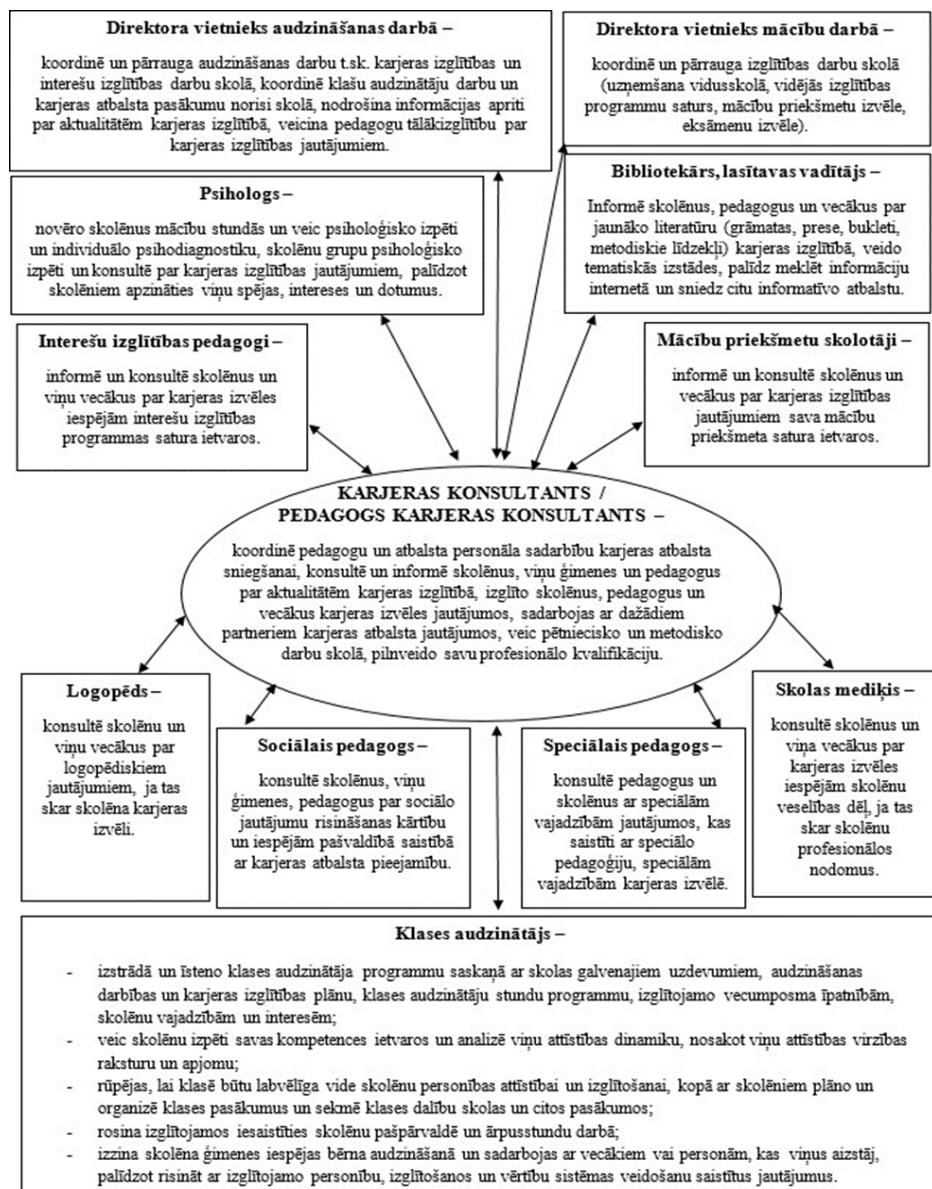 Direktora vietnieks audzināšanas darbā –
koordinē un pārrauga audzināšanas darbu t.sk. karjeras izglītības un
interešu izglītības darbu skolā, koordinē klašu audzinātāju darbu un
karjeras atbalsta pasākumu norisi skolā, nodrošina informācijas apriti
par aktualitātēm karjeras izglītībā, veicina pedagogu tālākizglītību par
karjeras izglītības jautājumiem.
Direktora vietnieks mācību darbā –
koordinē un pārrauga izglītības darbu skolā
(uzņemšana vidusskolā, vidējās izglītības
programmu saturs, mācību priekšmetu izvēle,
eksāmenu izvēle).
Psihologs –
novēro skolēnus mācību stundās un veic psiholoģisko izpēti
un individuālo psihodiagnostiku, skolēnu grupu psiholoģisko
izpēti un konsultē par karjeras izglītības jautājumiem, palīdzot
skolēniem apzināties viņu spējas, intereses un dotumus.
Bibliotekārs, lasītavas vadītājs –
Informē skolēnus, pedagogus un vecākus par
jaunāko literatūru (grāmatas, prese, bukleti,
metodiskie līdzekļi) karjeras izglītībā, veido
tematiskās izstādes, palīdz meklēt informāciju
internetā un sniedz citu informatīvo atbalstu.
Interešu izglītības pedagogi –
informē un konsultē skolēnus un
viņu vecākus par karjeras izvēles
iespējām interešu izglītības
programmas satura ietvaros.
Mācību priekšmetu skolotāji –
informē un konsultē skolēnus un
vecākus par karjeras izglītības
jautājumiem sava mācību
priekšmeta satura ietvaros.
KARJERAS KONSULTANTS /
PEDAGOGS KARJERAS KONSULTANTS –
koordinē pedagogu un atbalsta personāla sadarbību karjeras atbalsta
sniegšanai, konsultē un informē skolēnus, viņu ģimenes un pedagogus
par aktualitātēm karjeras izglītībā, izglīto skolēnus, pedagogus un
vecākus karjeras izvēles jautājumos, sadarbojas ar dažādiem
partneriem karjeras atbalsta jautājumos, veic pētniecisko un metodisko
darbu skolā, pilnveido savu profesionālo kvalifikāciju.
Logopēds –
konsultē skolēnu un
viņu vecākus par
logopēdiskiem
jautājumiem, ja tas
skar skolēna karjeras
izvēli.
Sociālais pedagogs –
konsultē skolēnus, viņu
ģimenes, pedagogus par sociālo
jautājumu risināšanas kārtību
un iespējām pašvaldībā saistībā
ar karjeras atbalsta pieejamību.
Speciālais pedagogs –
konsultē pedagogus un
skolēnus ar speciālām
vajadzībām jautājumos, kas
saistīti ar speciālo
pedagoģiju, speciālām
vajadzībām karjeras izvēlē.
Skolas mediķis –
konsultē skolēnus un
viņa vecākus par
karjeras izvēles
iespējām skolēnu
veselības dēļ, ja tas
skar skolēnu
profesionālos
nodomus.
Klases audzinātājs –
- izstrādā un īsteno klases audzinātāja programmu saskaņā ar skolas galvenajiem uzdevumiem, audzināšanas
darbības un karjeras izglītības plānu, klases audzinātāju stundu programmu, izglītojamo vecumposma īpatnībām,
skolēnu vajadzībām un interesēm;
- veic skolēnu izpēti savas kompetences ietvaros un analizē viņu attīstības dinamiku, nosakot viņu attīstības virzības
raksturu un apjomu;
- rūpējas, lai klasē būtu labvēlīga vide skolēnu personības attīstībai un izglītošanai, kopā ar skolēniem plāno un
organizē klases pasākumus un sekmē klases dalību skolas un citos pasākumos;
- rosina izglītojamos iesaistīties skolēnu pašpārvaldē un ārpusstundu darbā;
- izzina skolēna ģimenes iespējas bērna audzināšanā un sadarbojas ar vecākiem vai personām, kas viņus aizstāj,
palīdzot risināt ar izglītojamo personību, izglītošanos un vērtību sistēmas veidošanu saistītus jautājumus.